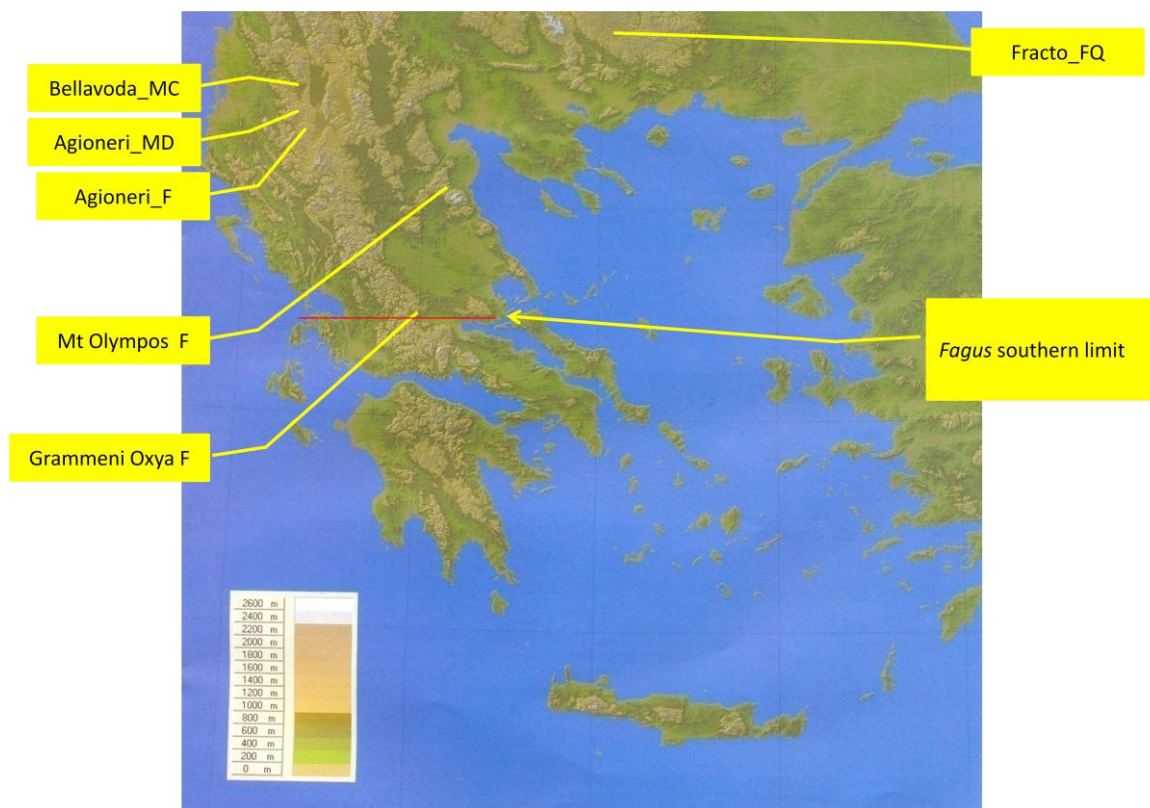 Fracto_FQ
Bellavoda_MC
Agioneri_MD
Agioneri_F
Mt Olympos F
Fagus southern limit
Grammeni Oxya F
2600 m
2400 m
2200 m
2000 m
1800 m
1600 m
1400 m
1200 m
1000 m
800 m
600 m
400 m
200 m
0 m